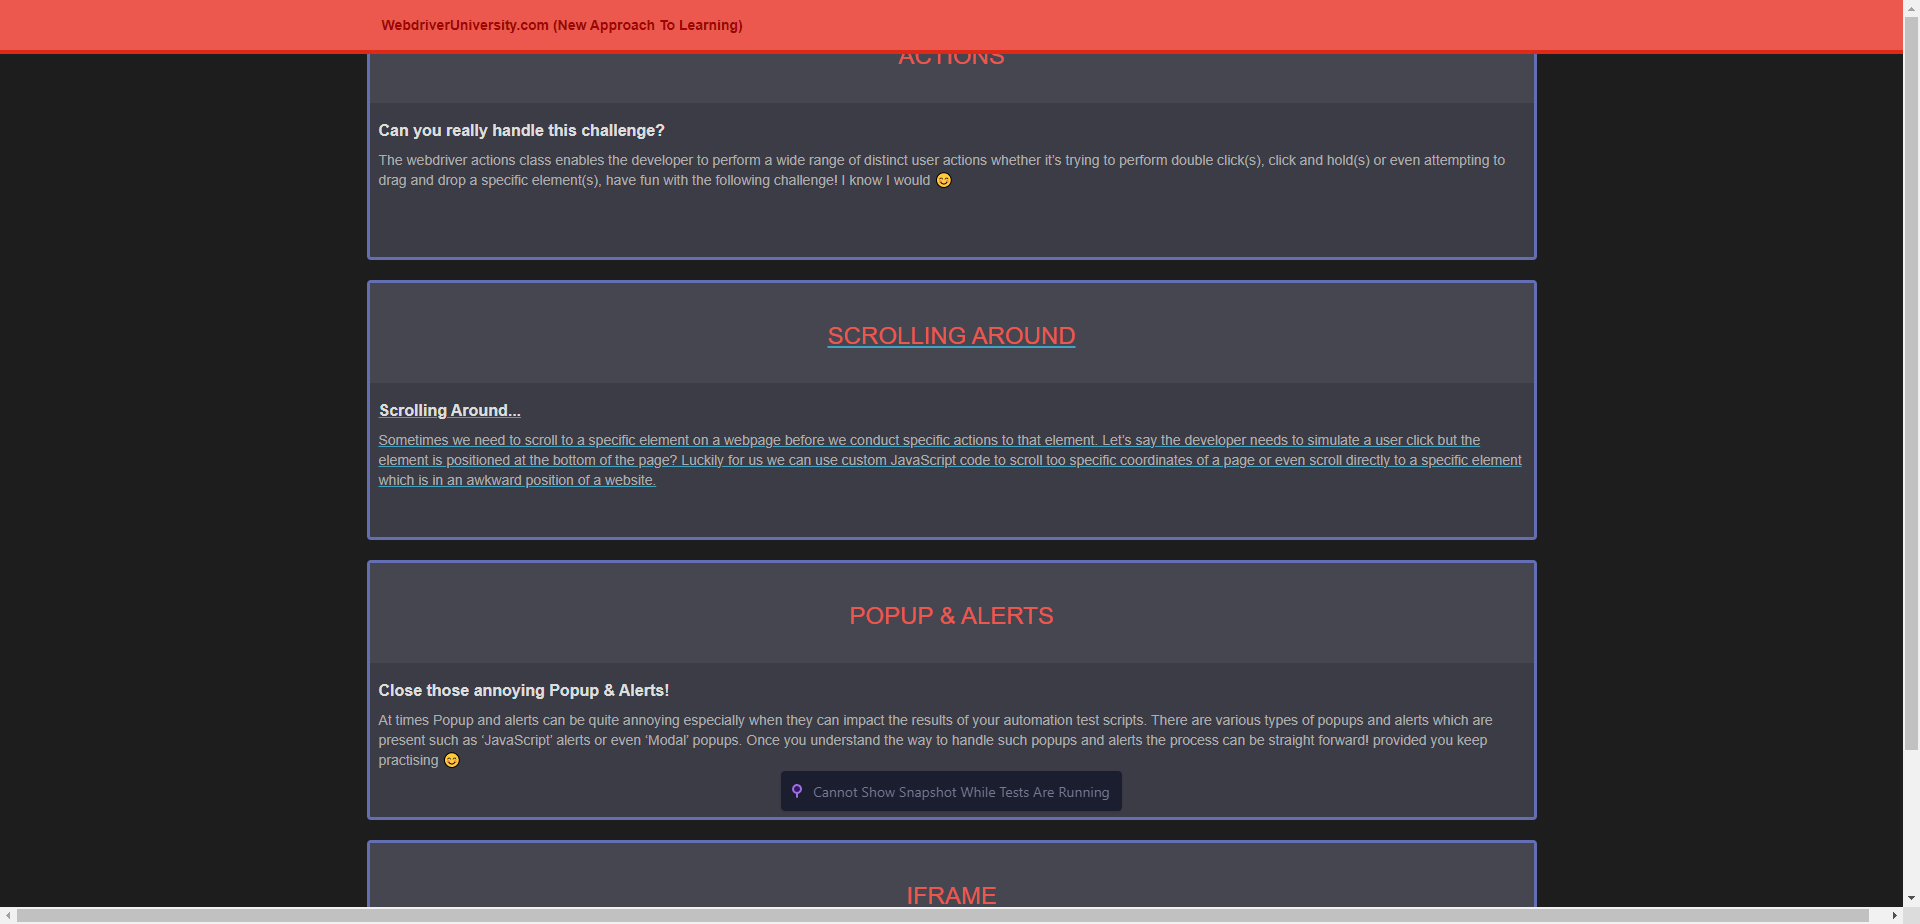 WebdriverUniversity.com (New Approach To Learning)
ACTIONS
Can you really handle this challenge?
The webdriver actions class enables the developer to perform a wide range of distinct user actions whether it’s trying to perform double click(s), click and hold(s) or even attempting to
drag and drop a specific element(s), have fun with the following challenge! I know I would 😊
SCROLLING AROUND
Scrolling Around...
Sometimes we need to scroll to a specific element on a webpage before we conduct specific actions to that element. Let’s say the developer needs to simulate a user click but the
element is positioned at the bottom of the page? Luckily for us we can use custom JavaScript code to scroll too specific coordinates of a page or even scroll directly to a specific element
which is in an awkward position of a website.
POPUP & ALERTS
Close those annoying Popup & Alerts!
At times Popup and alerts can be quite annoying especially when they can impact the results of your automation test scripts. There are various types of popups and alerts which are
present such as ‘JavaScript’ alerts or even ‘Modal’ popups. Once you understand the way to handle such popups and alerts the process can be straight forward! provided you keep
practising 😊
Cannot Show Snapshot While Tests Are Running
IFRAME